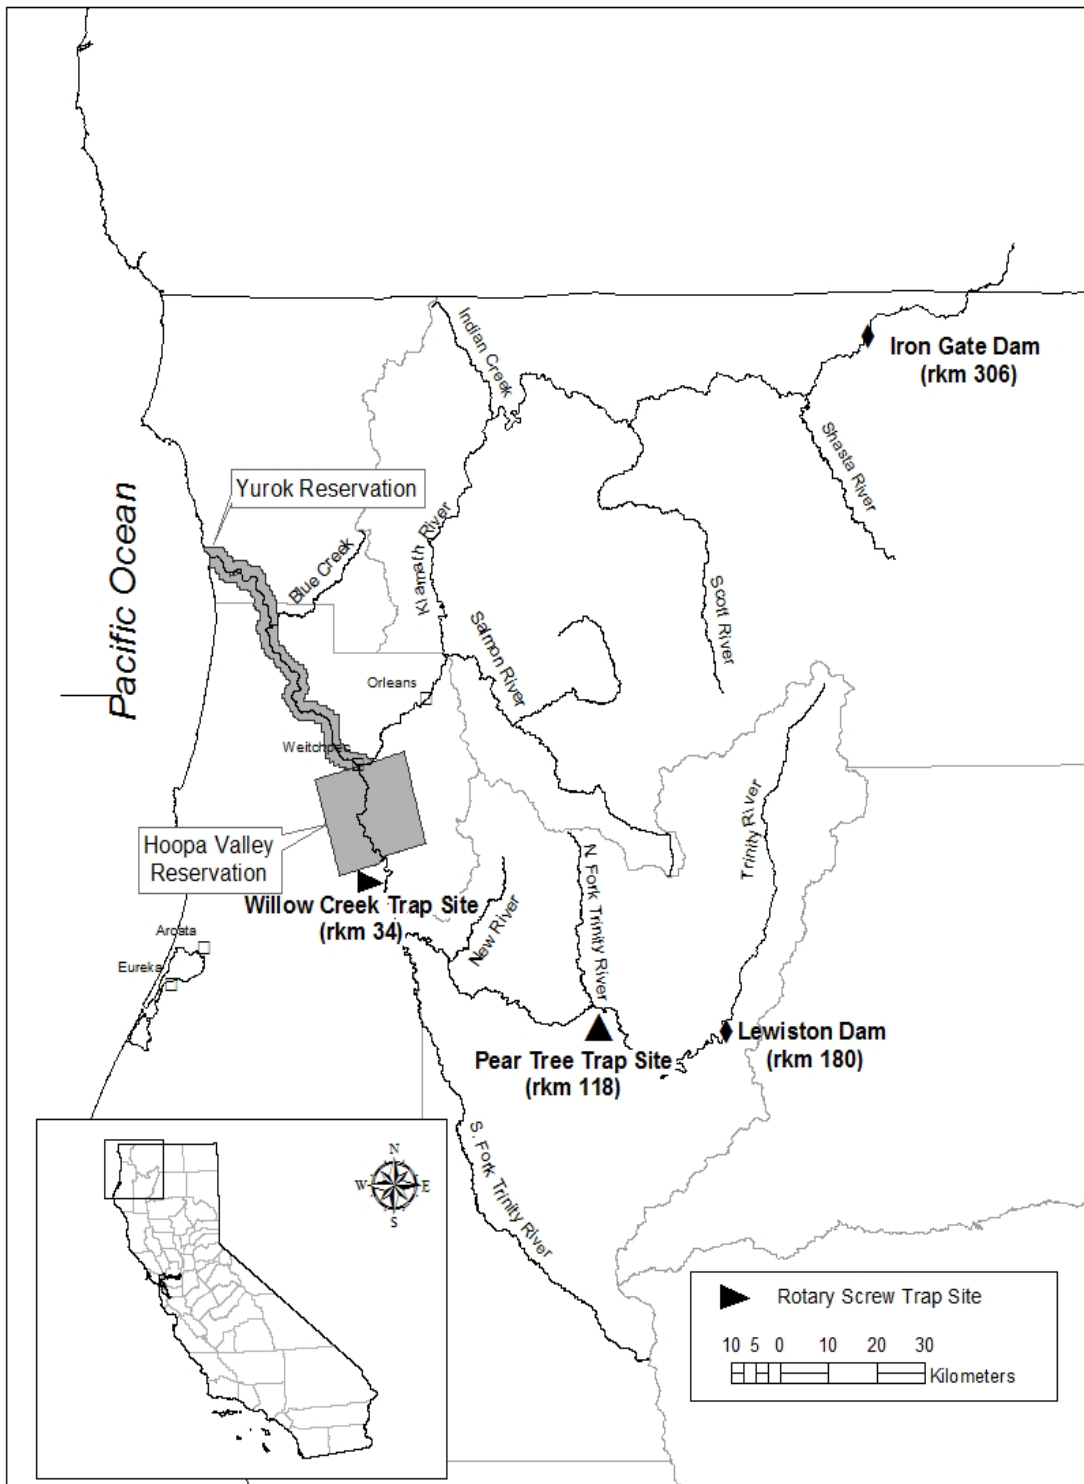 Indian Creek
Iron Gate Dam
(rkm 306)
Shasta River
Yurok Reservation
Pacific Ocean
Blue Creek
Klamath River
Scott River
Salmon River
Orleans
Weitchpec
Trinity River
Hoopa Valley
Reservation
N. Fork Trinity River
Willow Creek Trap Site
(rkm 34)
New River
Arcata
Eureka
Lewiston Dam
(rkm 180)
Pear Tree Trap Site
(rkm 118)
S. Fork Trinity River
N
W
E
S
Rotary Screw Trap Site
10 5 0 10 20 30
Kilometers